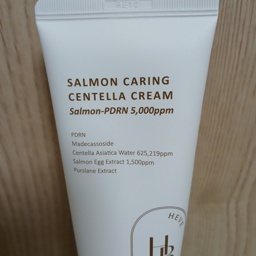 SALMON CARING
CENTELLA CREAM
Salmon-PDRN 5,000ppm
PDRN
Madecassoside
Centella Asiatica Water 625,219ppm
Salmon Egg Extract 1,500ppm
Purslane Extract